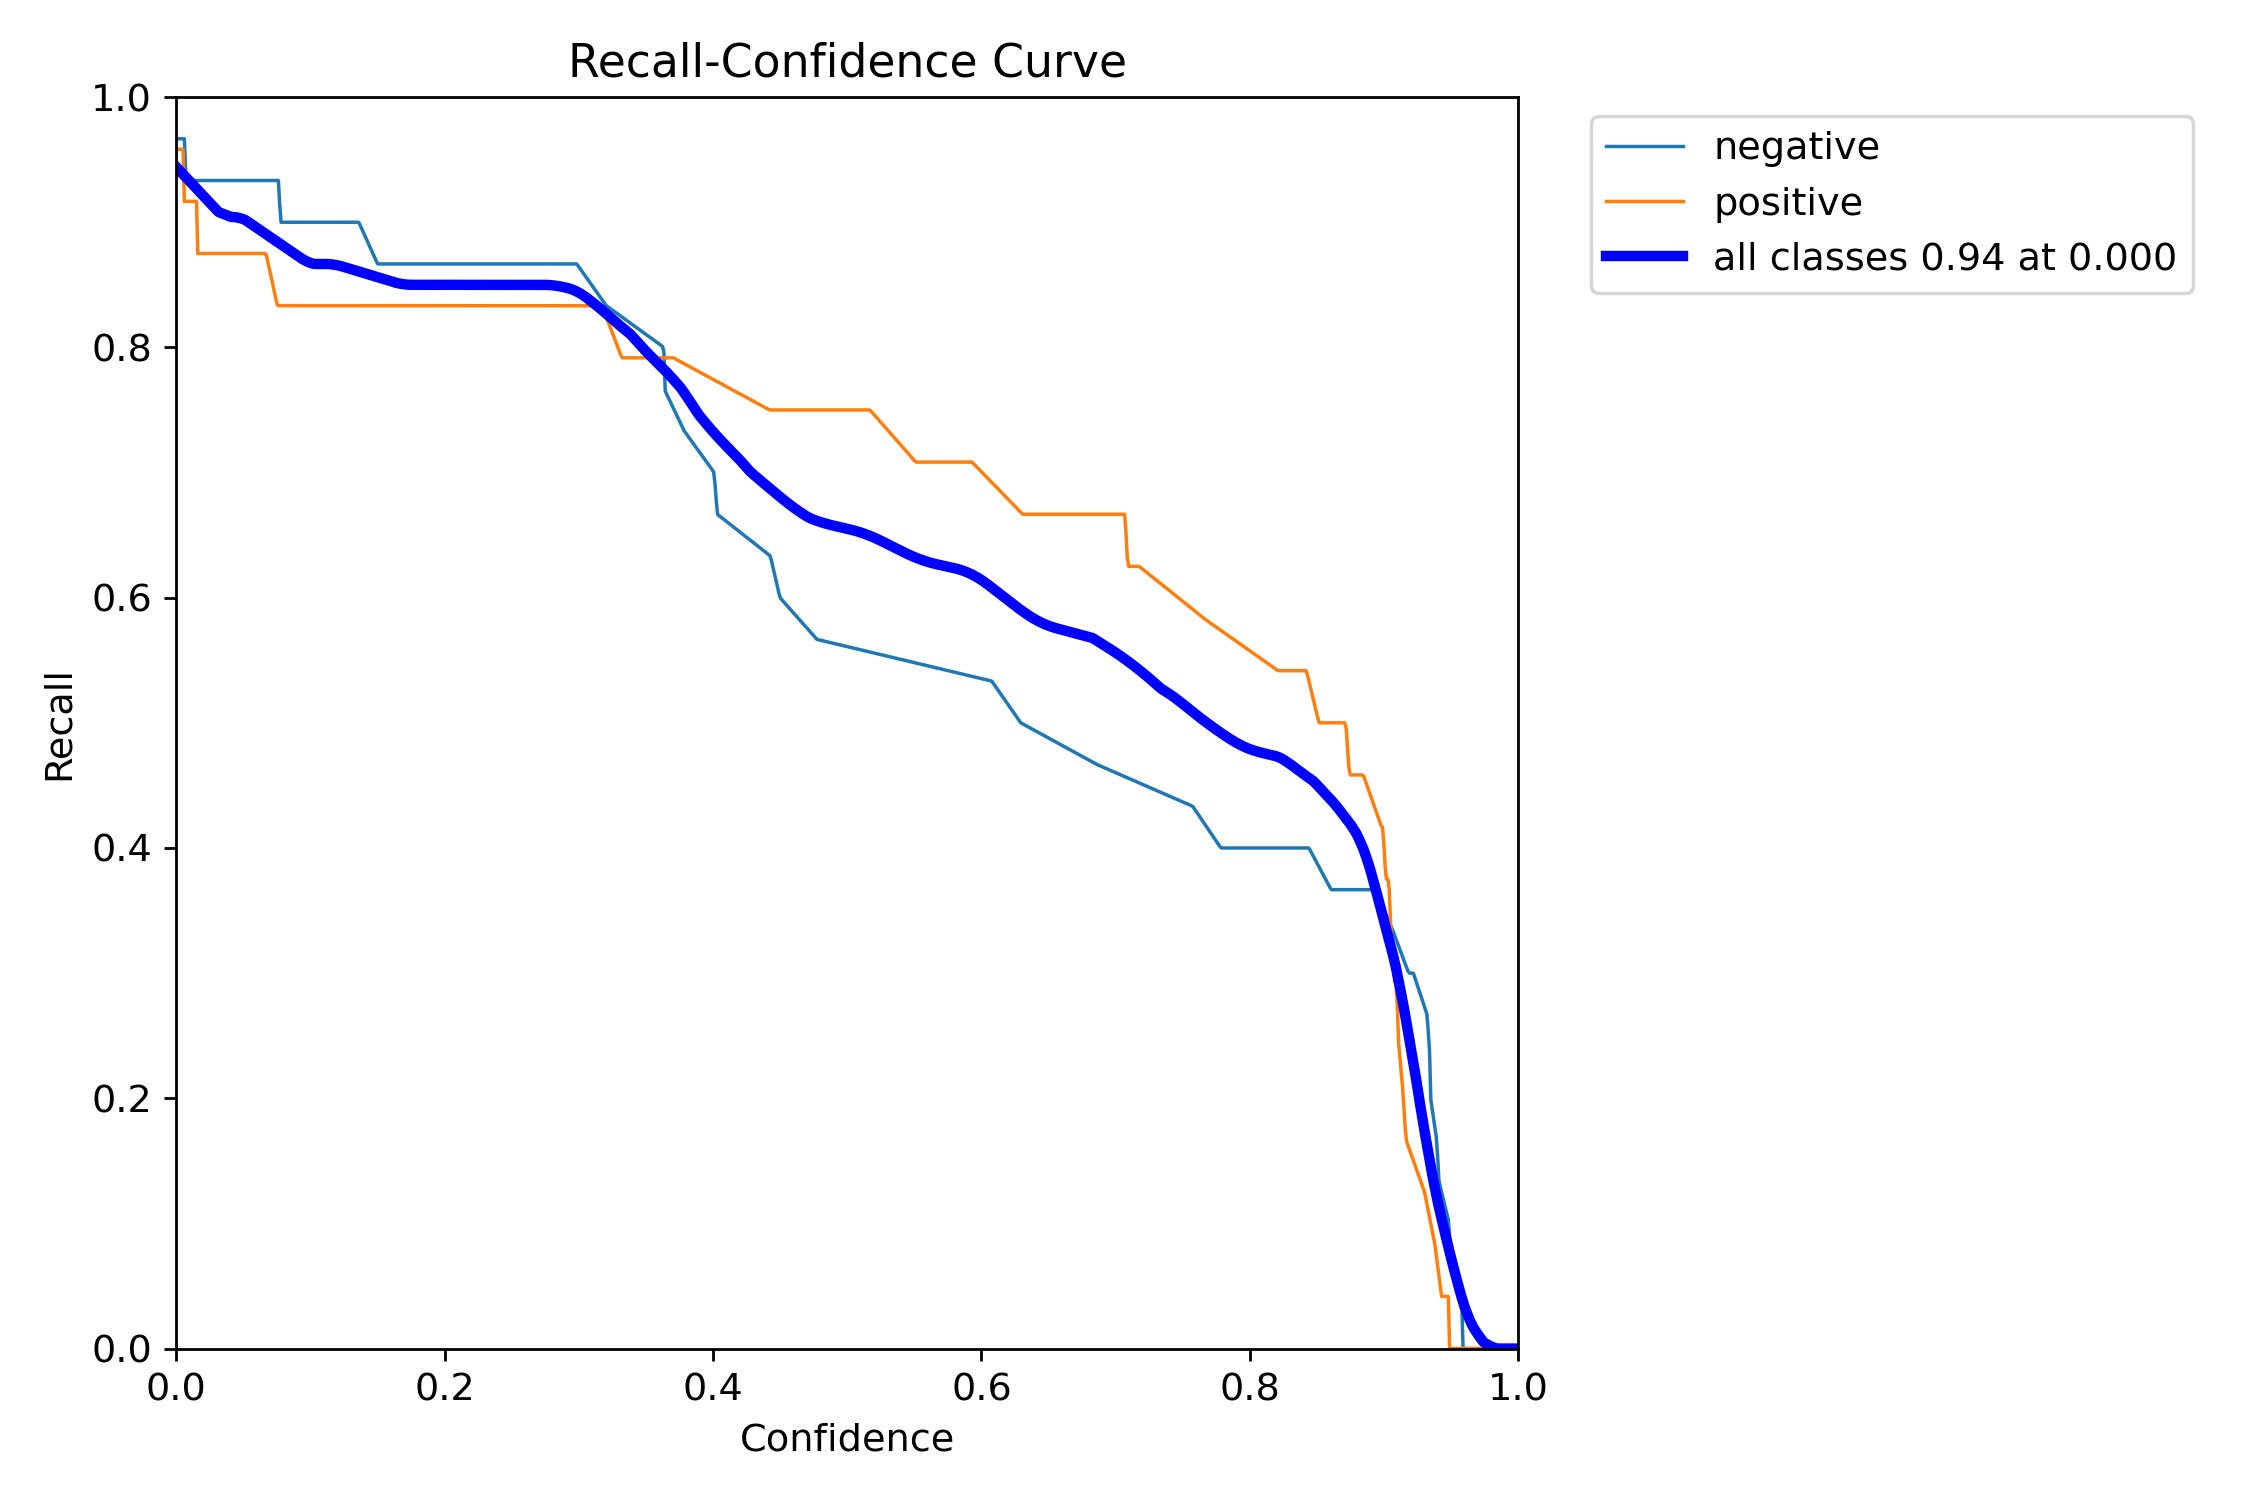 Recall-Confidence Curve
1.0
0.8
0.6
0.4
0.2
0.0
Recall
0.0 0.2 0.4 0.6 0.8 1.0
Confidence
negative
positive
all classes 0.94 at 0.000